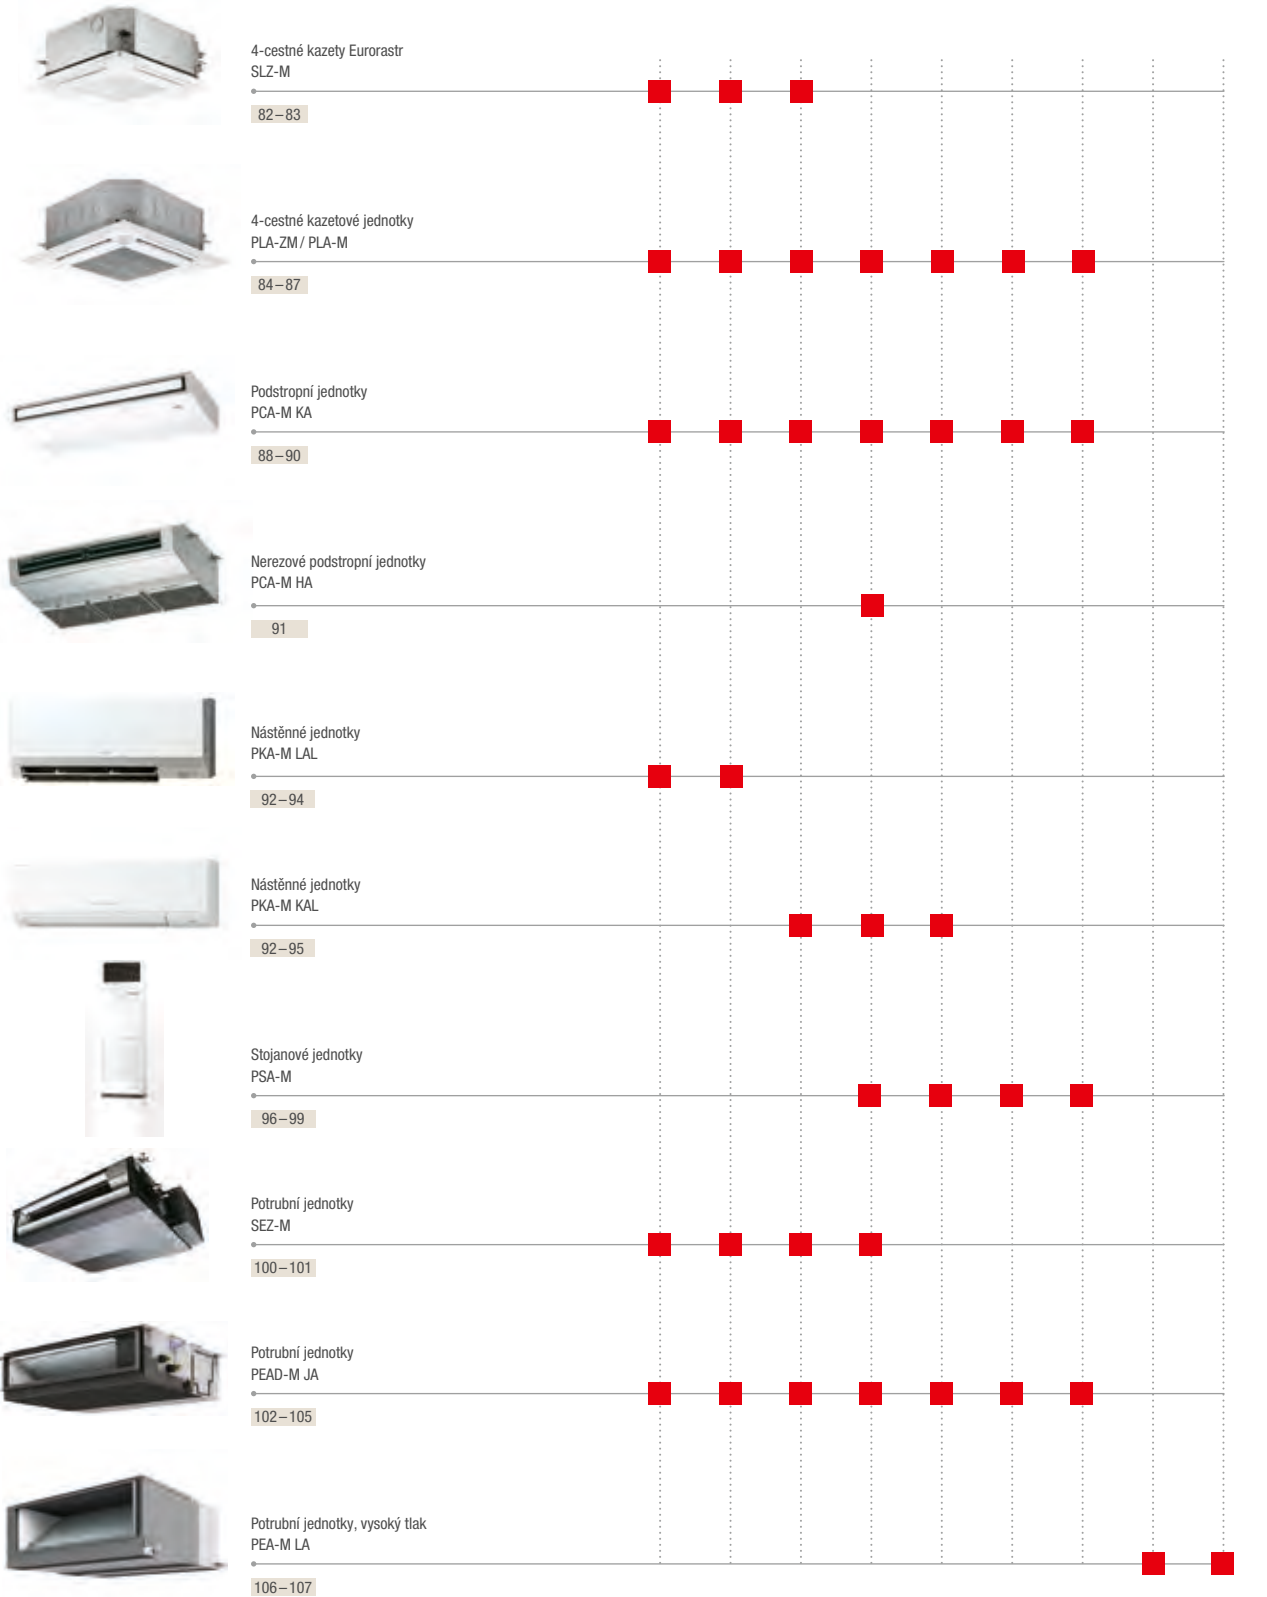 4-cestné kazety Eurorastr
SLZ-M
82–83
4-cestné kazetové jednotky
PLA-ZM / PLA-M
84–87
Podstropní jednotky
PCA-M KA
88–90
Nerezové podstropní jednotky
PCA-M HA
91
Nástěnné jednotky
PKA-M LAL
92–94
Nástěnné jednotky
PKA-M KAL
92–95
Stojanové jednotky
PSA-M
96–99
Potrubní jednotky
SEZ-M
100–101
Potrubní jednotky
PEAD-M JA
102–105
Potrubní jednotky, vysoký tlak
PEA-M LA
106–107